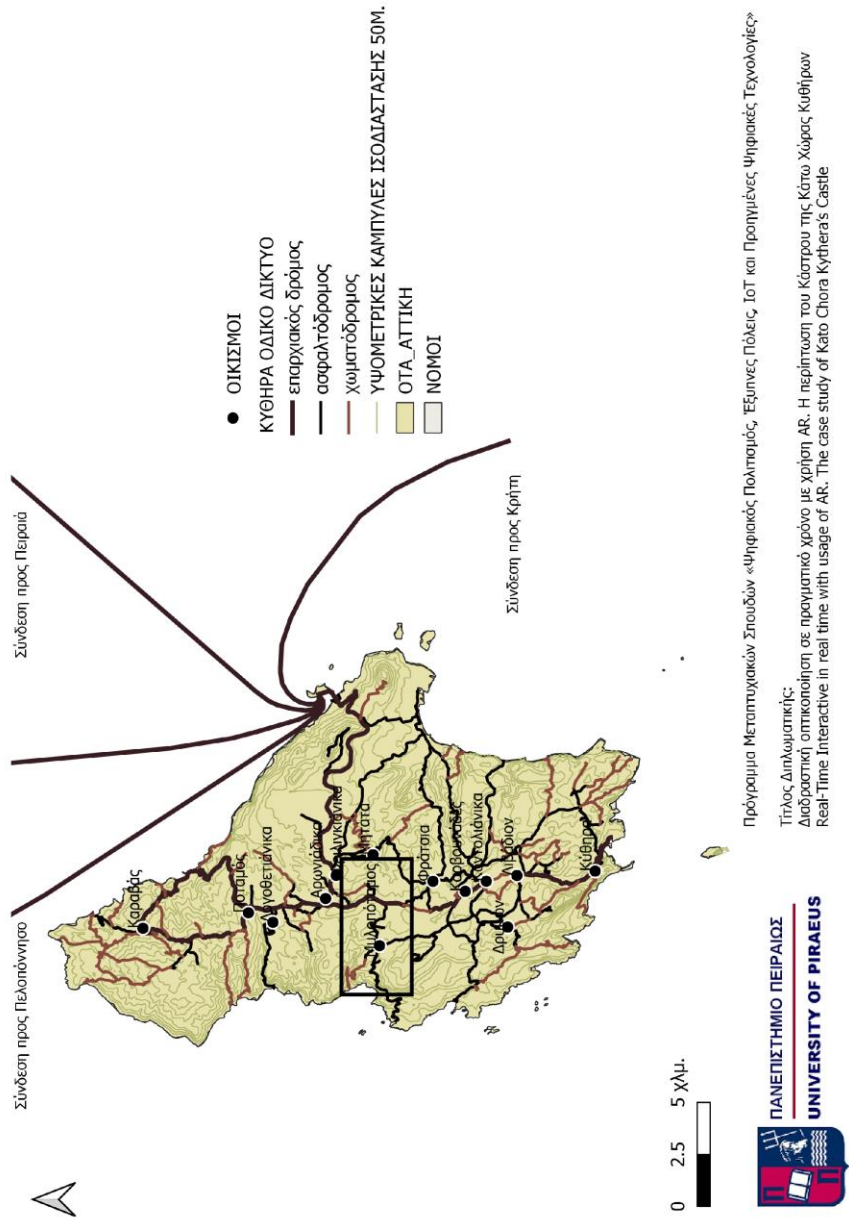 Σύνδεση προς Πελοπόννησο
Σύνδεση προς Πειραιά
Σύνδεση προς Κρήτη
Καραβάς
Ποταμός
Λογοθετιάνικα
Αρωνιάδικα
Μητάτα
Μυλοπόταμος
Φράτσια
Καρβουνάδες
Κοντολιάνικα
Λιβάδιον
Δρυμών
Κύθηρα
ΟΙΚΙΣΜΟΙ
ΚΥΘΗΡΑ ΟΔΙΚΟ ΔΙΚΤΥΟ
επαρχιακός δρόμος
ασφαλτόδρομος
χωματόδρομος
ΥΨΟΜΕΤΡΙΚΕΣ ΚΑΜΠΥΛΕΣ ΙΣΟΔΙΑΣΤΑΣΗΣ 50Μ.
ΟΤΑ_ΑΤΤΙΚΗ
ΝΟΜΟΙ
0 2.5 5 χλμ.
ΠΑΝΕΠΙΣΤΗΜΙΟ ΠΕΙΡΑΙΩΣ
UNIVERSITY OF PIRAEUS
Πρόγραμμα Μεταπτυχιακών Σπουδών «Ψηφιακός Πολιτισμός, Έξυπνες Πόλεις, IoT και Προηγμένες Ψηφιακές Τεχνολογίες»
Τίτλος Διπλωματικής:
Διαδραστική οπτικοποίηση σε πραγματικό χρόνο με χρήση AR. Η περίπτωση του Κάστρου της Κάτω Χώρας Κυθήρων
Real-Time Interactive in real time with usage of AR. The case study of Kato Chora Kythera's Castle